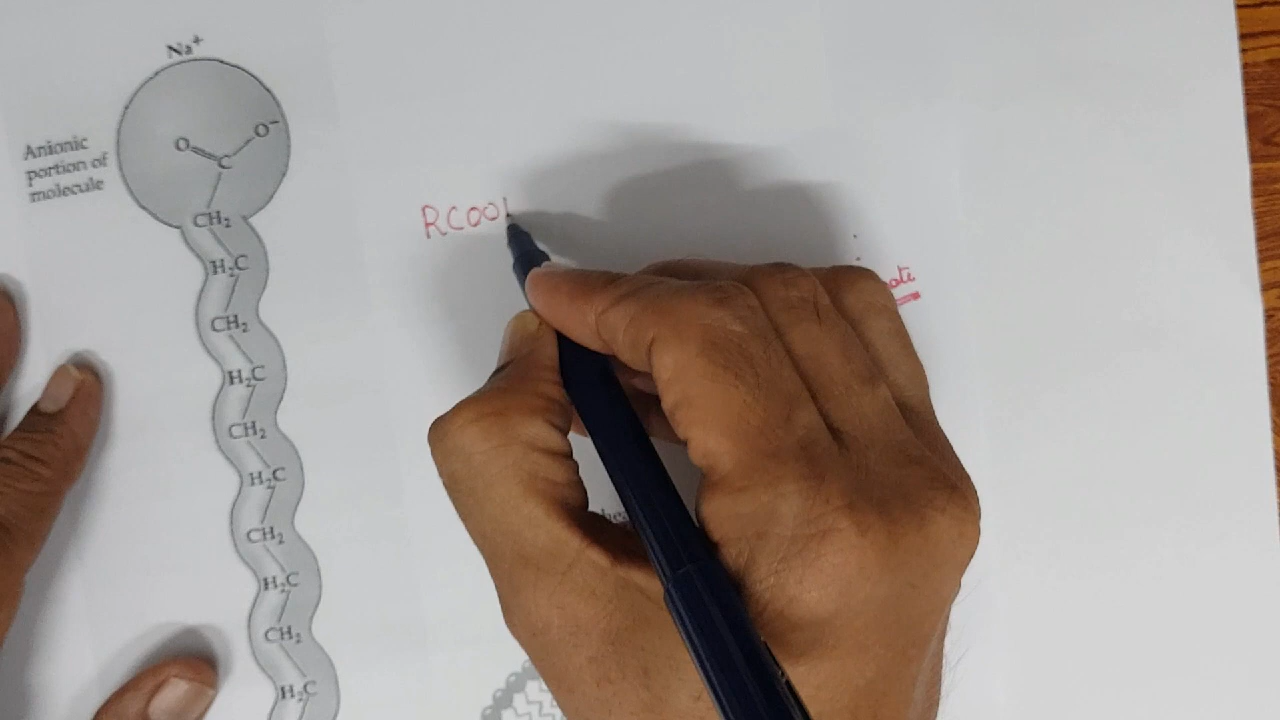 Na⁺
Anionic
portion of
molecule
O
O⁻
C
CH₂
H₂C
CH₂
H₂C
CH₂
H₂C
CH₂
H₂C
CH₂
H₂C
RCOO